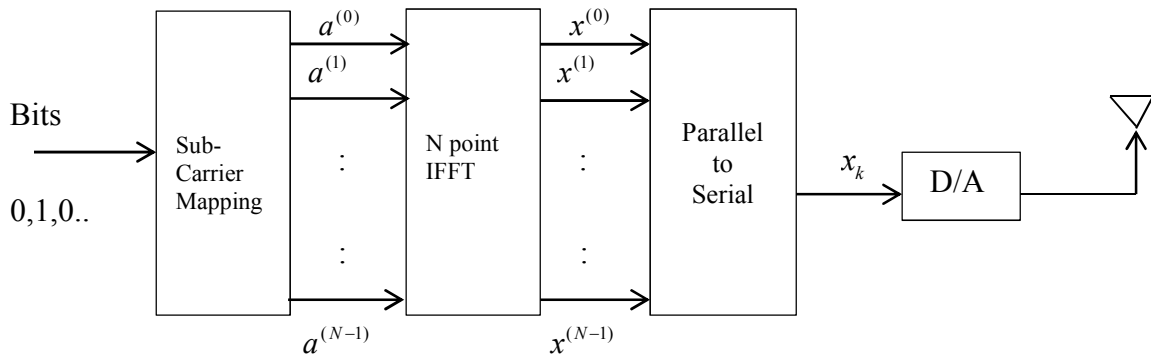 Bits
0,1,0..
Sub-
Carrier
Mapping
a^{(0)}
a^{(1)}
:
:
a^{(N-1)}
N point
IFFT
x^{(0)}
x^{(1)}
:
:
x^{(N-1)}
Parallel
to
Serial
x_k
D/A